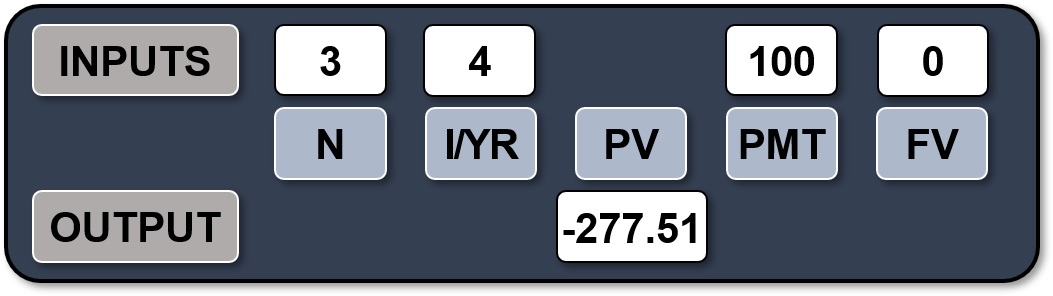 INPUTS 3 4 100 0
N I/YR PV PMT FV
OUTPUT -277.51